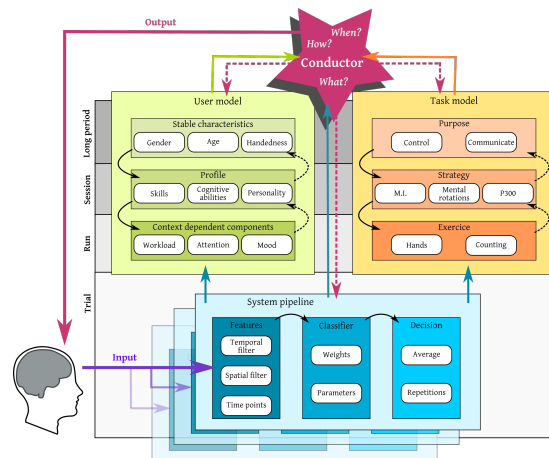 Output
When?
How?
Conductor
What?
User model
Task model
Long period
Stable characteristics
Gender
Age
Handedness
Purpose
Control
Communicate
Session
Profile
Skills
Cognitive
abilities
Personality
Strategy
M.I.
Mental
rotations
P300
Run
Context dependent components
Workload
Attention
Mood
Exercice
Hands
Counting
Trial
System pipeline
Input
Features
Temporal
filter
Spatial filter
Time points
Classifier
Weights
Parameters
Decision
Average
Repetitions